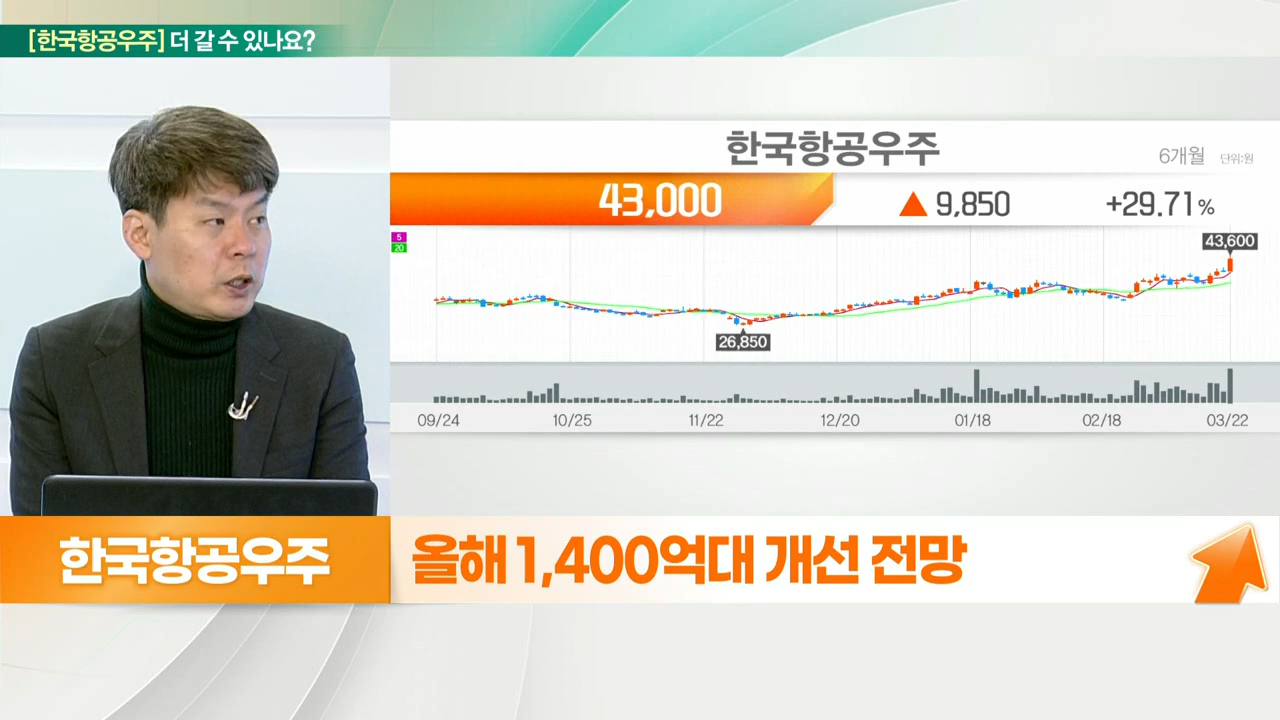 [한국항공우주] 더 갈 수 있나요?
한국항공우주
6개월 단위:원
43,000 ▲ 9,850 +29.71%
5
20
43,600
26,850
09/24 10/25 11/22 12/20 01/18 02/18 03/22
한국항공우주
올해 1,400억대 개선 전망